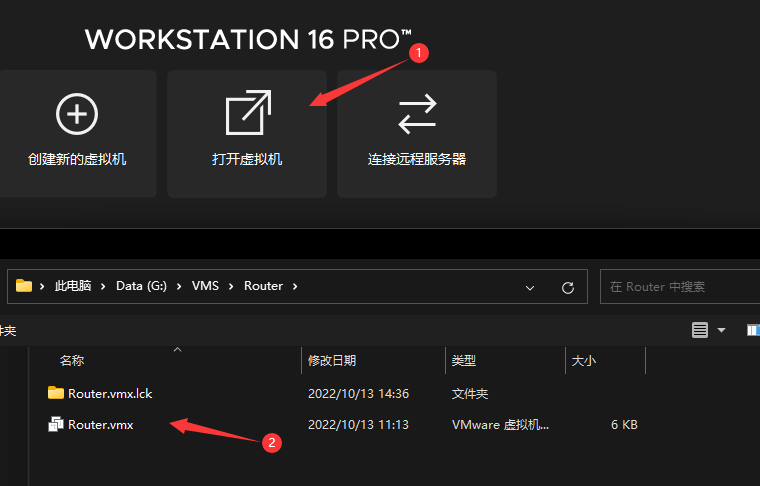 WORKSTATION 16 PRO™
1
创建新的虚拟机 打开虚拟机 连接远程服务器
此电脑 > Data (G:) > VMS > Router > 在 Router 中搜索
件夹
名称 修改日期 类型 大小
Router.vmx.lck 2022/10/13 14:36 文件夹
Router.vmx 2022/10/13 11:13 VMware 虚拟机... 6 KB
2